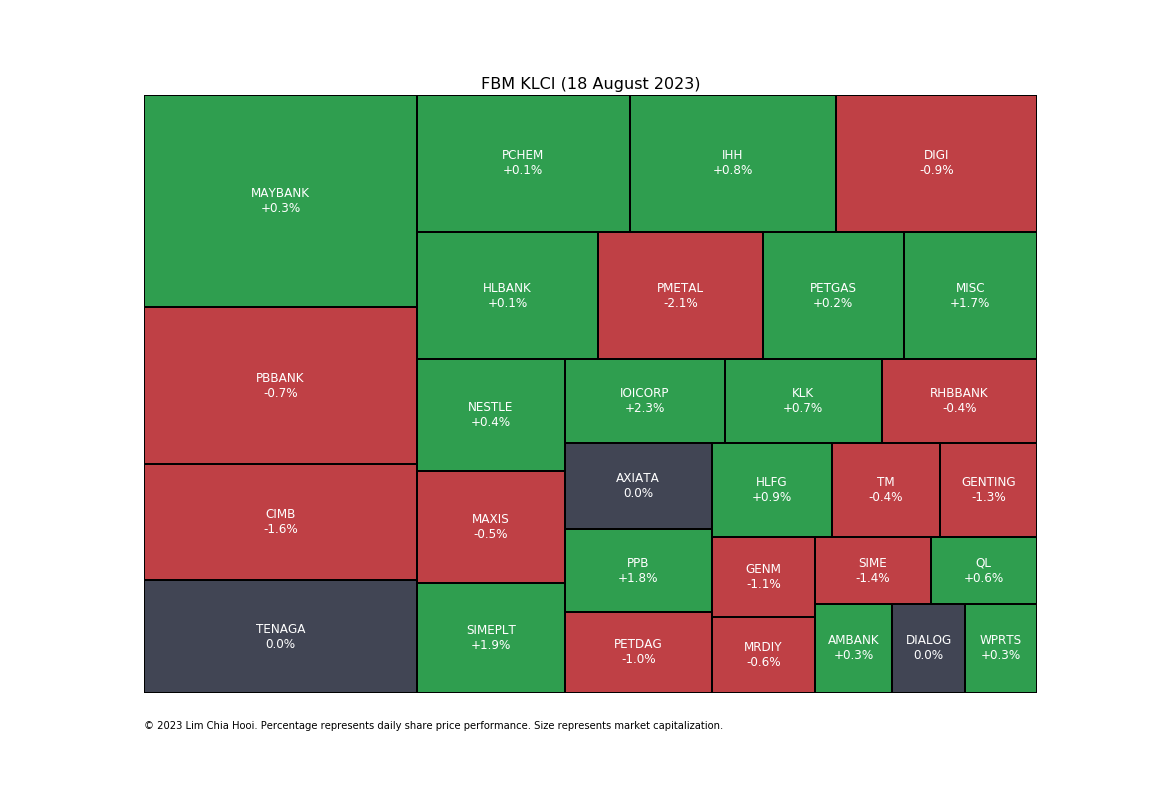 FBM KLCI (18 August 2023)
MAYBANK
+0.3%
PCHEM
+0.1%
IHH
+0.8%
DIGI
-0.9%
HLBANK
+0.1%
PMETAL
-2.1%
PETGAS
+0.2%
MISC
+1.7%
PBBANK
-0.7%
NESTLE
+0.4%
IOICORP
+2.3%
KLK
+0.7%
RHBBANK
-0.4%
AXIATA
0.0%
HLFG
+0.9%
TM
-0.4%
GENTING
-1.3%
CIMB
-1.6%
MAXIS
-0.5%
PPB
+1.8%
GENM
-1.1%
SIME
-1.4%
QL
+0.6%
TENAGA
0.0%
SIMEPLT
+1.9%
PETDAG
-1.0%
MRDIY
-0.6%
AMBANK
+0.3%
DIALOG
0.0%
WPRTS
+0.3%
© 2023 Lim Chia Hooi. Percentage represents daily share price performance. Size represents market capitalization.